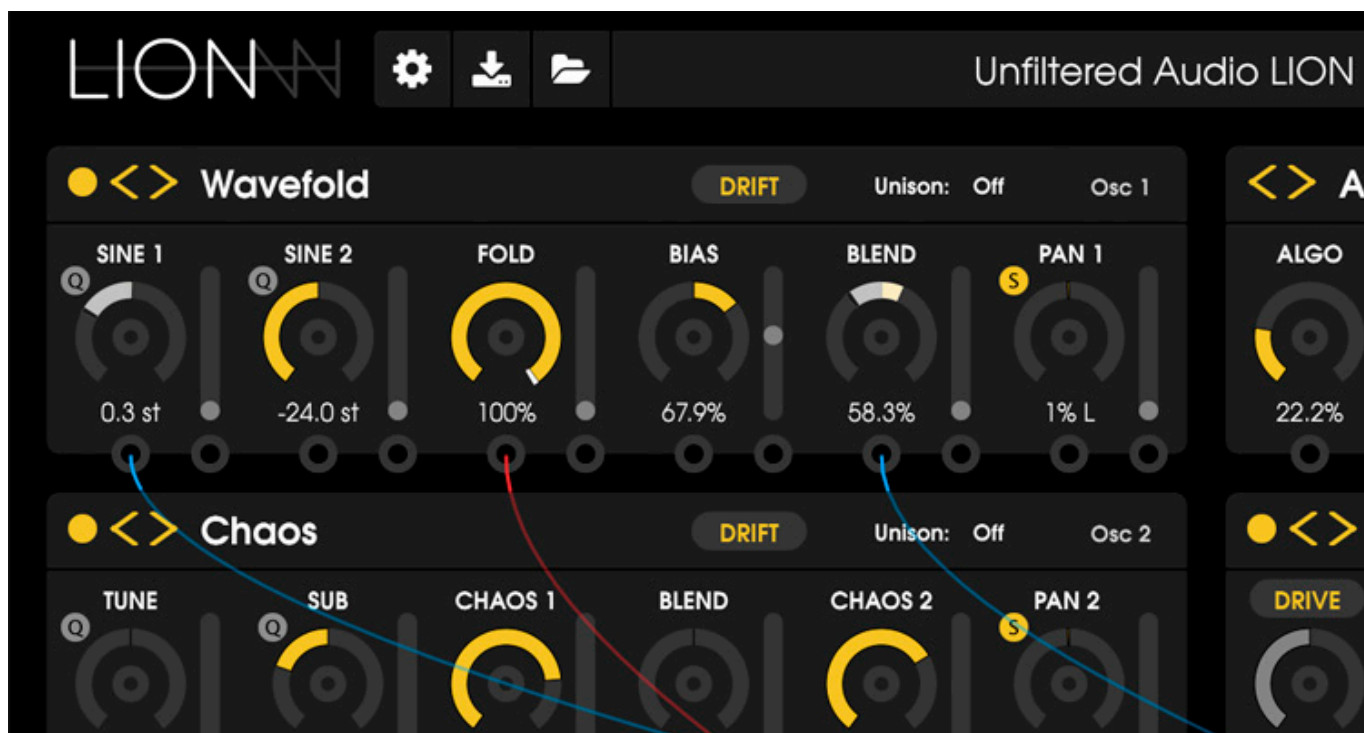 LION
Unfiltered Audio LION
Wavefold DRIFT Unison: Off Osc 1
SINE 1 SINE 2 FOLD BIAS BLEND PAN 1 ALGO
Q Q S
0.3 st -24.0 st 100% 67.9% 58.3% 1% L 22.2%
Chaos DRIFT Unison: Off Osc 2
TUNE SUB CHAOS 1 BLEND CHAOS 2 PAN 2 DRIVE
Q Q S